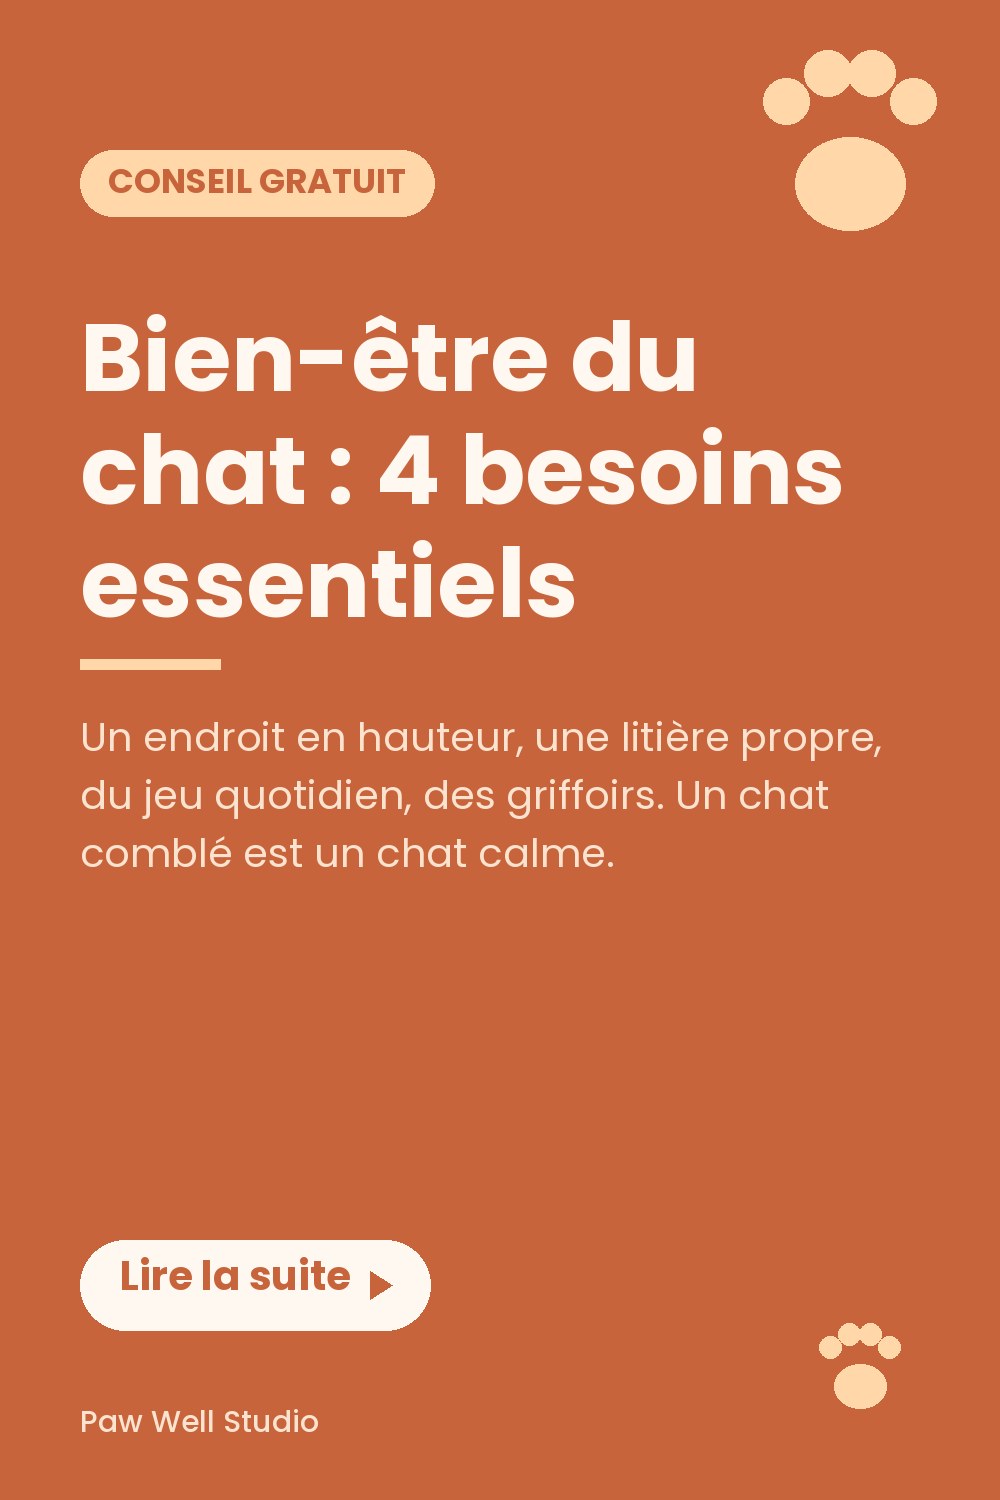 CONSEIL GRATUIT
Bien-être du
chat : 4 besoins
essentiels
Un endroit en hauteur, une litière propre,
du jeu quotidien, des griffoirs. Un chat
comblé est un chat calme.
Lire la suite
Paw Well Studio